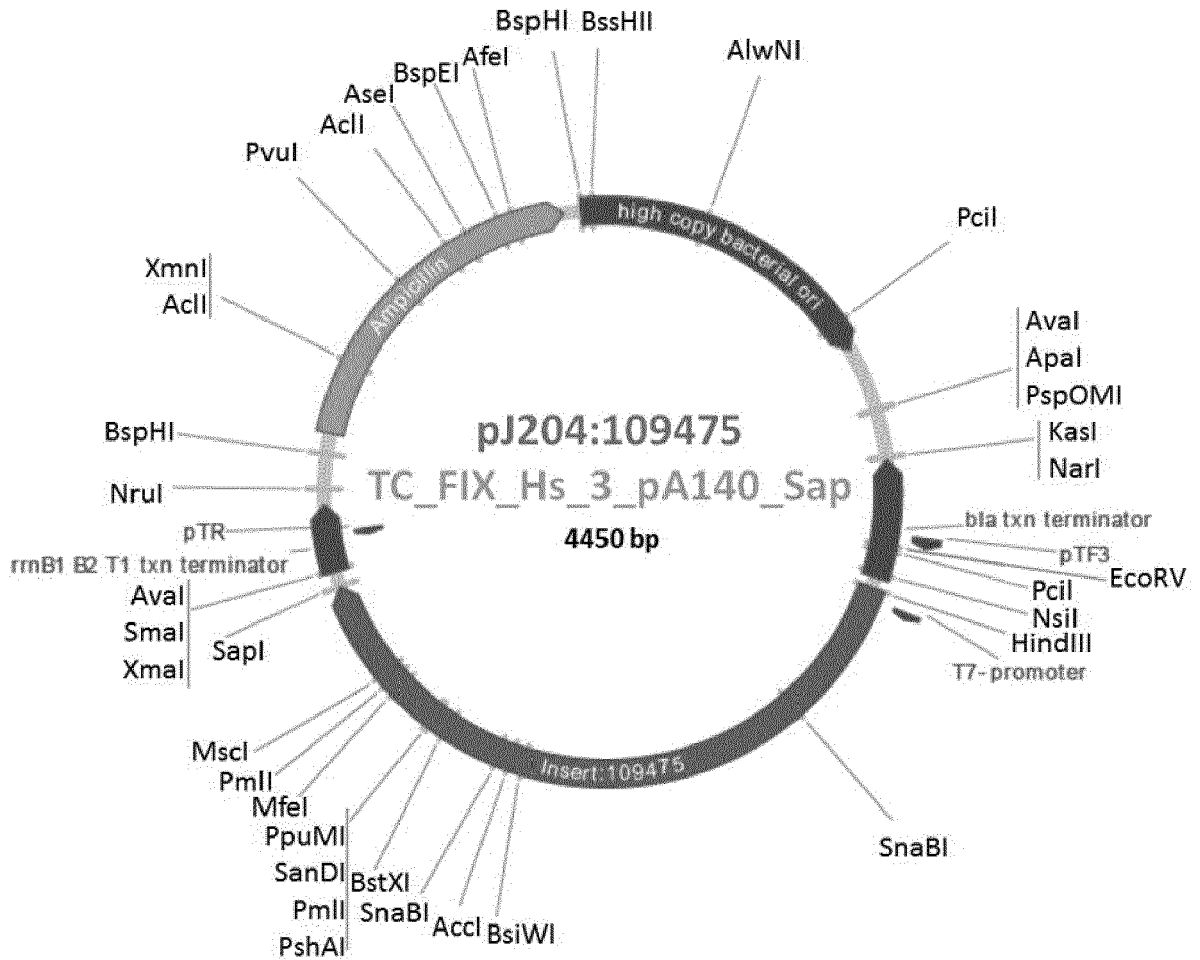 BspHI
BssHII
AlwNI
AfeI
BspEI
AseI
AclI
PvuI
XmnI
AclI
BspHI
NruI
pTR
rrnB1 B2 T1 txn terminator
AvaI
SmaI
XmaI
SapI
MscI
PmlI
MfeI
PpuMI
SanDI
PmlI
PshAI
BstXI
SnaBI
AccI
BsiWI
SnaBI
T7-promoter
HindIII
NsiI
PciI
EcoRV
pTF3
bla txn terminator
KasI
NarI
AvaI
ApaI
PspOMI
PciI
high copy bacterial ori
Ampicillin
Insert:109475
pJ204:109475
TC_FIX_Hs_3_pA140_Sap
4450 bp